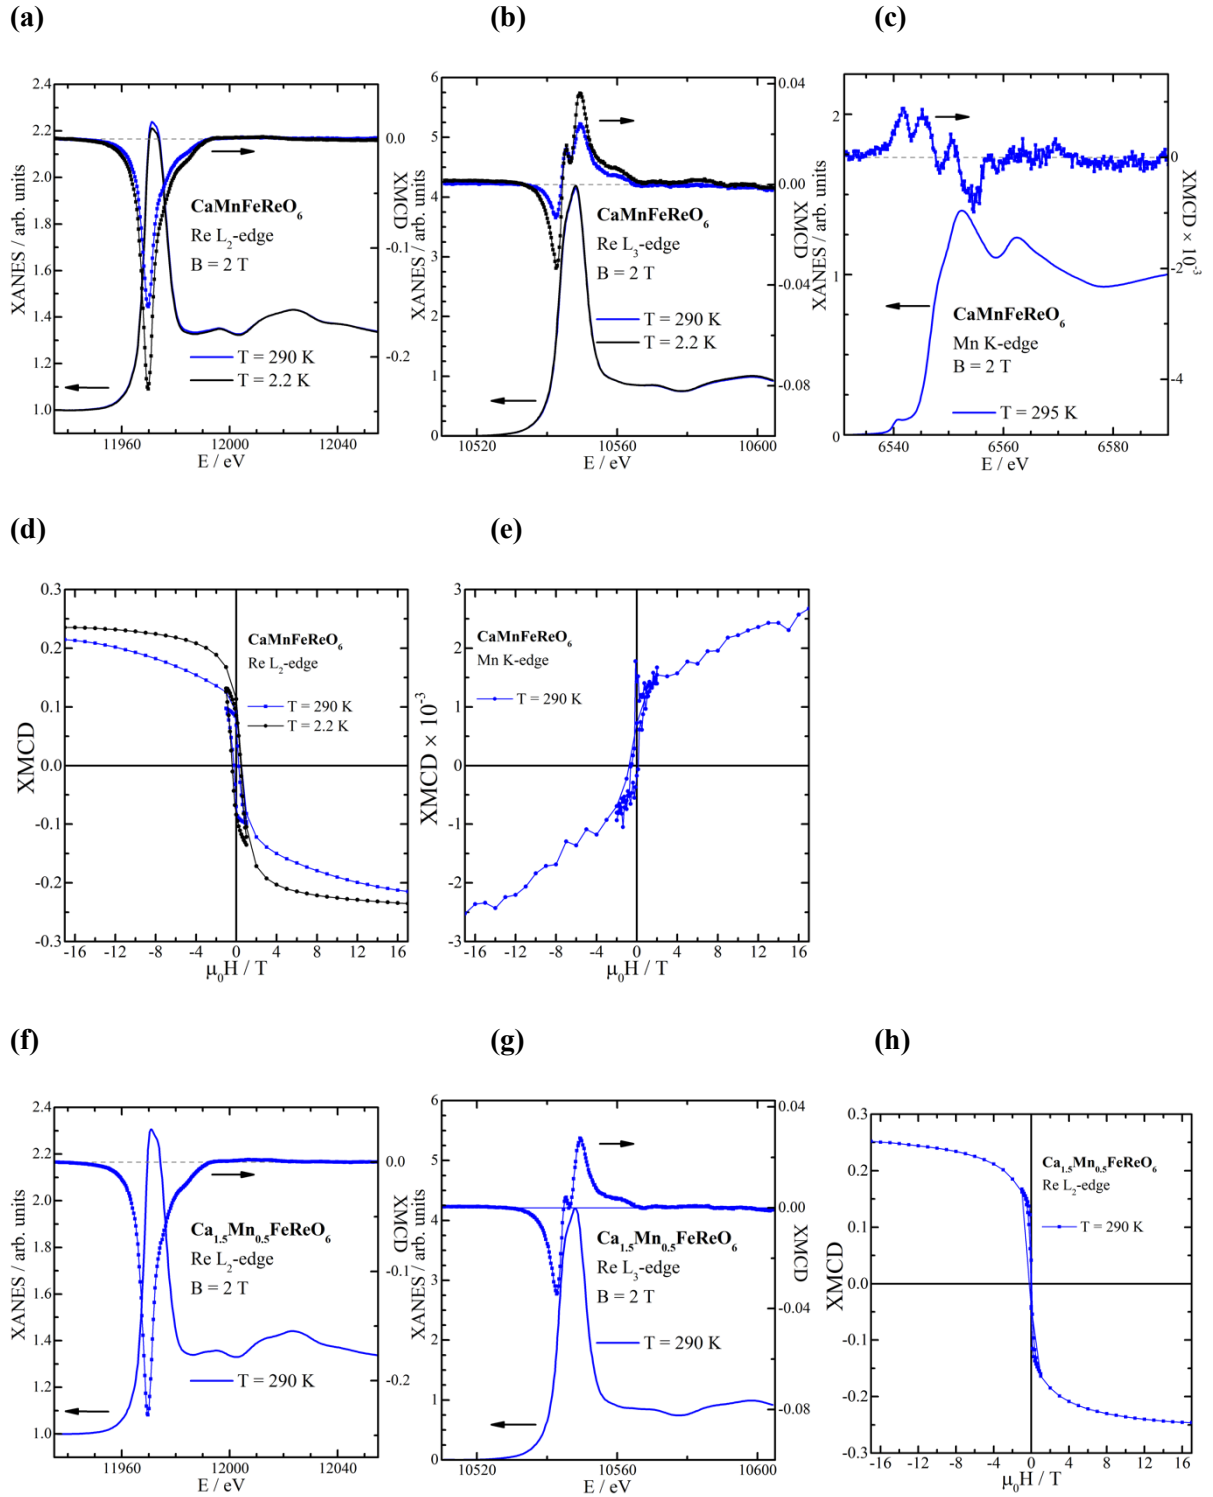 (a)
2.4
2.2
2.0
1.8
1.6
1.4
1.2
1.0
0.0
-0.1
-0.2
11960 12000 12040
XANES / arb. units
XMCD
E / eV
CaMnFeReO₆
Re L₂-edge
B = 2 T
T = 290 K
T = 2.2 K
(b)
6
5
4
3
2
1
0
0.04
0.00
-0.04
-0.08
10520 10560 10600
XANES / arb. units
XMCD
E / eV
CaMnFeReO₆
Re L₃-edge
B = 2 T
T = 290 K
T = 2.2 K
(c)
2
1
0
0
-2
-4
6540 6560 6580
XANES / arb. units
XMCD × 10⁻³
E / eV
CaMnFeReO₆
Mn K-edge
B = 2 T
T = 295 K
(d)
0.3
0.2
0.1
0.0
-0.1
-0.2
-0.3
-16 -12 -8 -4 0 4 8 12 16
XMCD
μ₀H / T
CaMnFeReO₆
Re L₂-edge
T = 290 K
T = 2.2 K
(e)
3
2
1
0
-1
-2
-3
-16 -12 -8 -4 0 4 8 12 16
XMCD × 10⁻³
μ₀H / T
CaMnFeReO₆
Mn K-edge
T = 290 K
(f)
2.4
2.2
2.0
1.8
1.6
1.4
1.2
1.0
0.0
-0.1
-0.2
11960 12000 12040
XANES / arb. units
XMCD
E / eV
Ca₁.₅Mn₀.₅FeReO₆
Re L₂-edge
B = 2 T
T = 290 K
(g)
6
5
4
3
2
1
0
0.04
0.00
-0.04
-0.08
10520 10560 10600
XANES / arb. units
XMCD
E / eV
Ca₁.₅Mn₀.₅FeReO₆
Re L₃-edge
B = 2 T
T = 290 K
(h)
0.3
0.2
0.1
0.0
-0.1
-0.2
-0.3
-16 -12 -8 -4 0 4 8 12 16
XMCD
μ₀H / T
Ca₁.₅Mn₀.₅FeReO₆
Re L₂-edge
T = 290 K